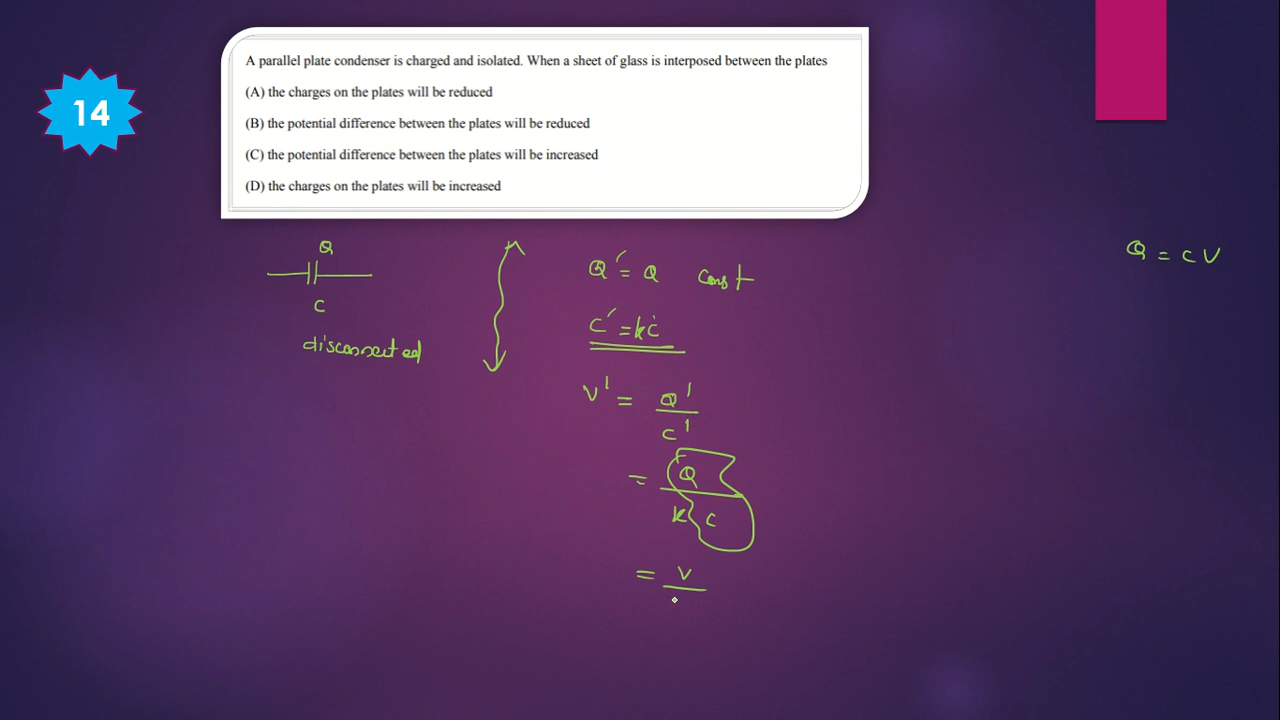 14
A parallel plate condenser is charged and isolated. When a sheet of glass is interposed between the plates
(A) the charges on the plates will be reduced
(B) the potential difference between the plates will be reduced
(C) the potential difference between the plates will be increased
(D) the charges on the plates will be increased
Q
C
disconnected
Q' = Q const
C' = kC
V' = Q' / C'
= Q / k C
= V /
Q = CV